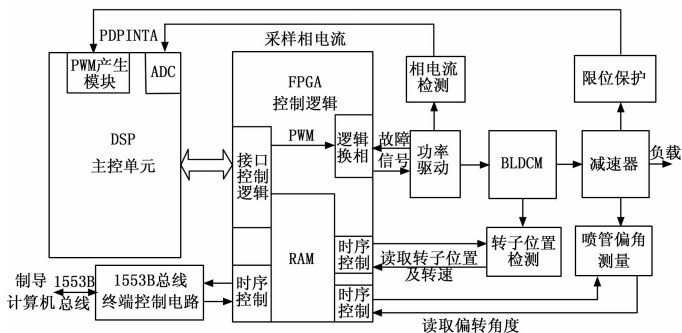 PDPINTA
采样相电流
PWM产生
模块
ADC
FPGA
控制逻辑
相电流
检测
限位保护
DSP
主控单元
接口
控制
逻辑
PWM
逻辑
换相
故障
信号
功率
驱动
BLDCM
减速器
负载
RAM
时序
控制
读取转子位置
及转速
转子位置
检测
喷管偏角
测量
制导
计算机
1553B
总线
1553B总线
终端控制电路
时序
控制
时序
控制
读取偏转角度